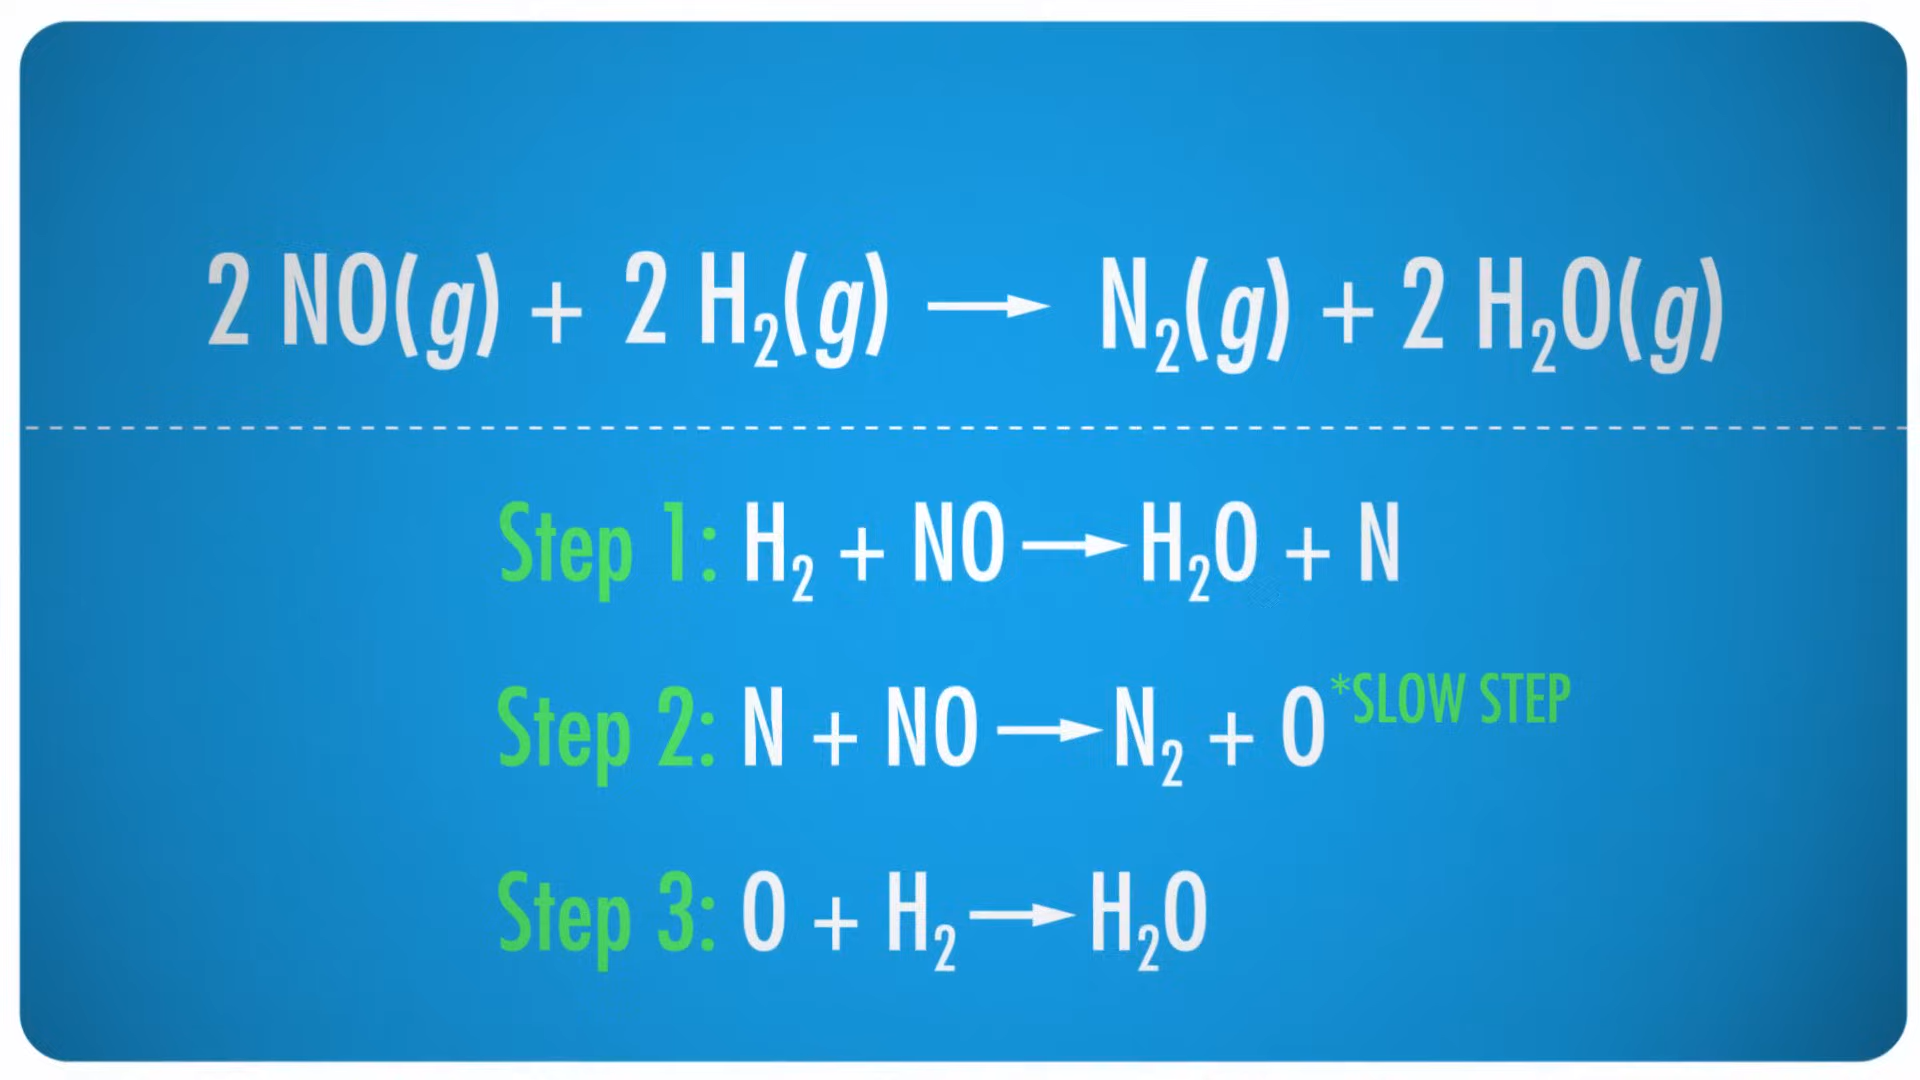 2 NO(g) + 2 H₂(g) ⟶ N₂(g) + 2 H₂O(g)
Step 1: H₂ + NO ⟶ H₂O + N
Step 2: N + NO ⟶ N₂ + O *SLOW STEP
Step 3: O + H₂ ⟶ H₂O